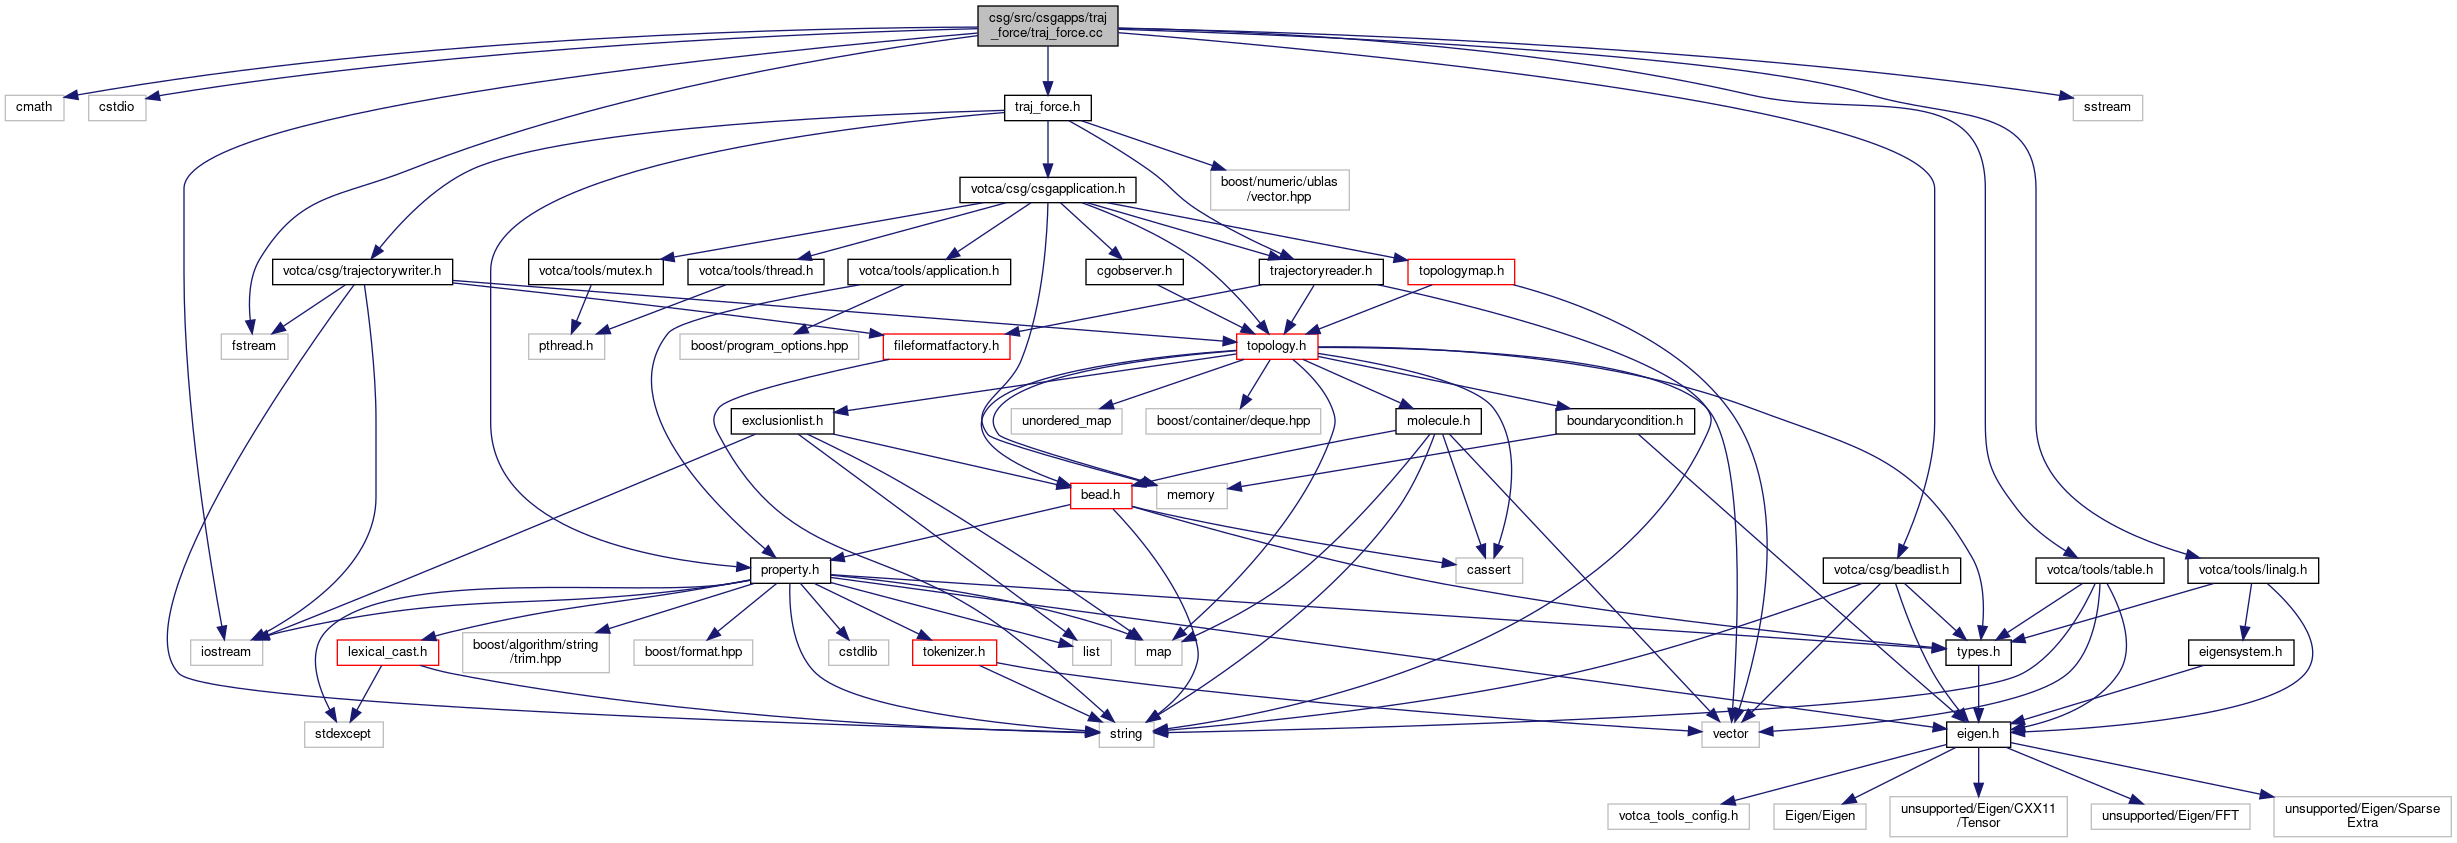 csg/src/csgapps/traj
_force/traj_force.cc
cmath
cstdio
traj_force.h
sstream
votca/csg/csgapplication.h
boost/numeric/ublas
/vector.hpp
votca/csg/trajectorywriter.h
votca/tools/mutex.h
votca/tools/thread.h
votca/tools/application.h
cgobserver.h
trajectoryreader.h
topologymap.h
fstream
pthread.h
boost/program_options.hpp
fileformatfactory.h
topology.h
exclusionlist.h
unordered_map
boost/container/deque.hpp
molecule.h
boundarycondition.h
bead.h
memory
property.h
cassert
votca/csg/beadlist.h
votca/tools/table.h
votca/tools/linalg.h
iostream
lexical_cast.h
boost/algorithm/string
/trim.hpp
boost/format.hpp
cstdlib
tokenizer.h
list
map
types.h
eigensystem.h
stdexcept
string
vector
eigen.h
votca_tools_config.h
Eigen/Eigen
unsupported/Eigen/CXX11
/Tensor
unsupported/Eigen/FFT
unsupported/Eigen/Sparse
Extra